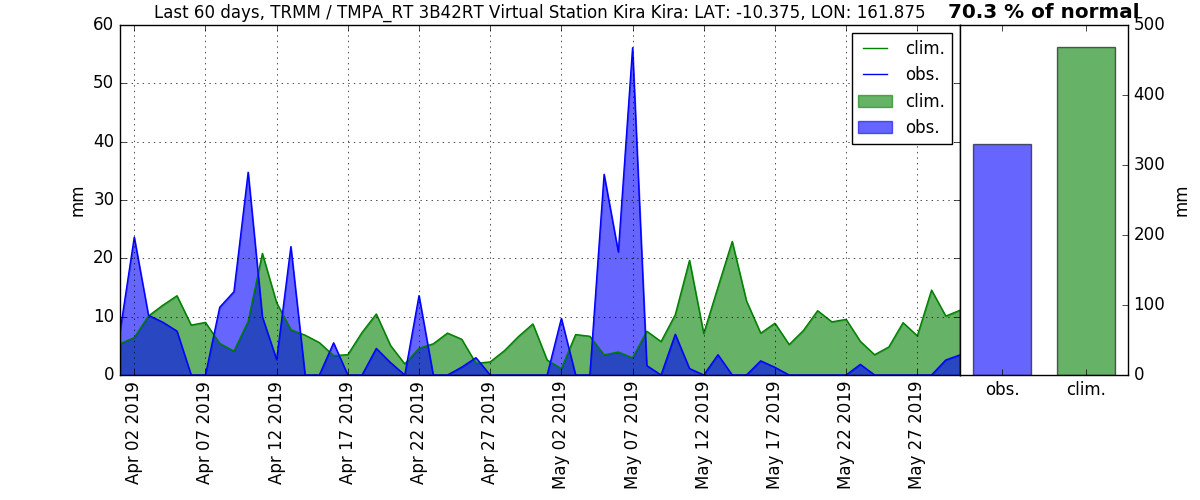 Last 60 days, TRMM / TMPA_RT 3B42RT Virtual Station Kira Kira: LAT: -10.375, LON: 161.875
70.3 % of normal
60
50
40
30
20
10
0
mm
clim.
obs.
clim.
obs.
Apr 02 2019
Apr 07 2019
Apr 12 2019
Apr 17 2019
Apr 22 2019
Apr 27 2019
May 02 2019
May 07 2019
May 12 2019
May 17 2019
May 22 2019
May 27 2019
500
400
300
200
100
0
mm
obs.
clim.